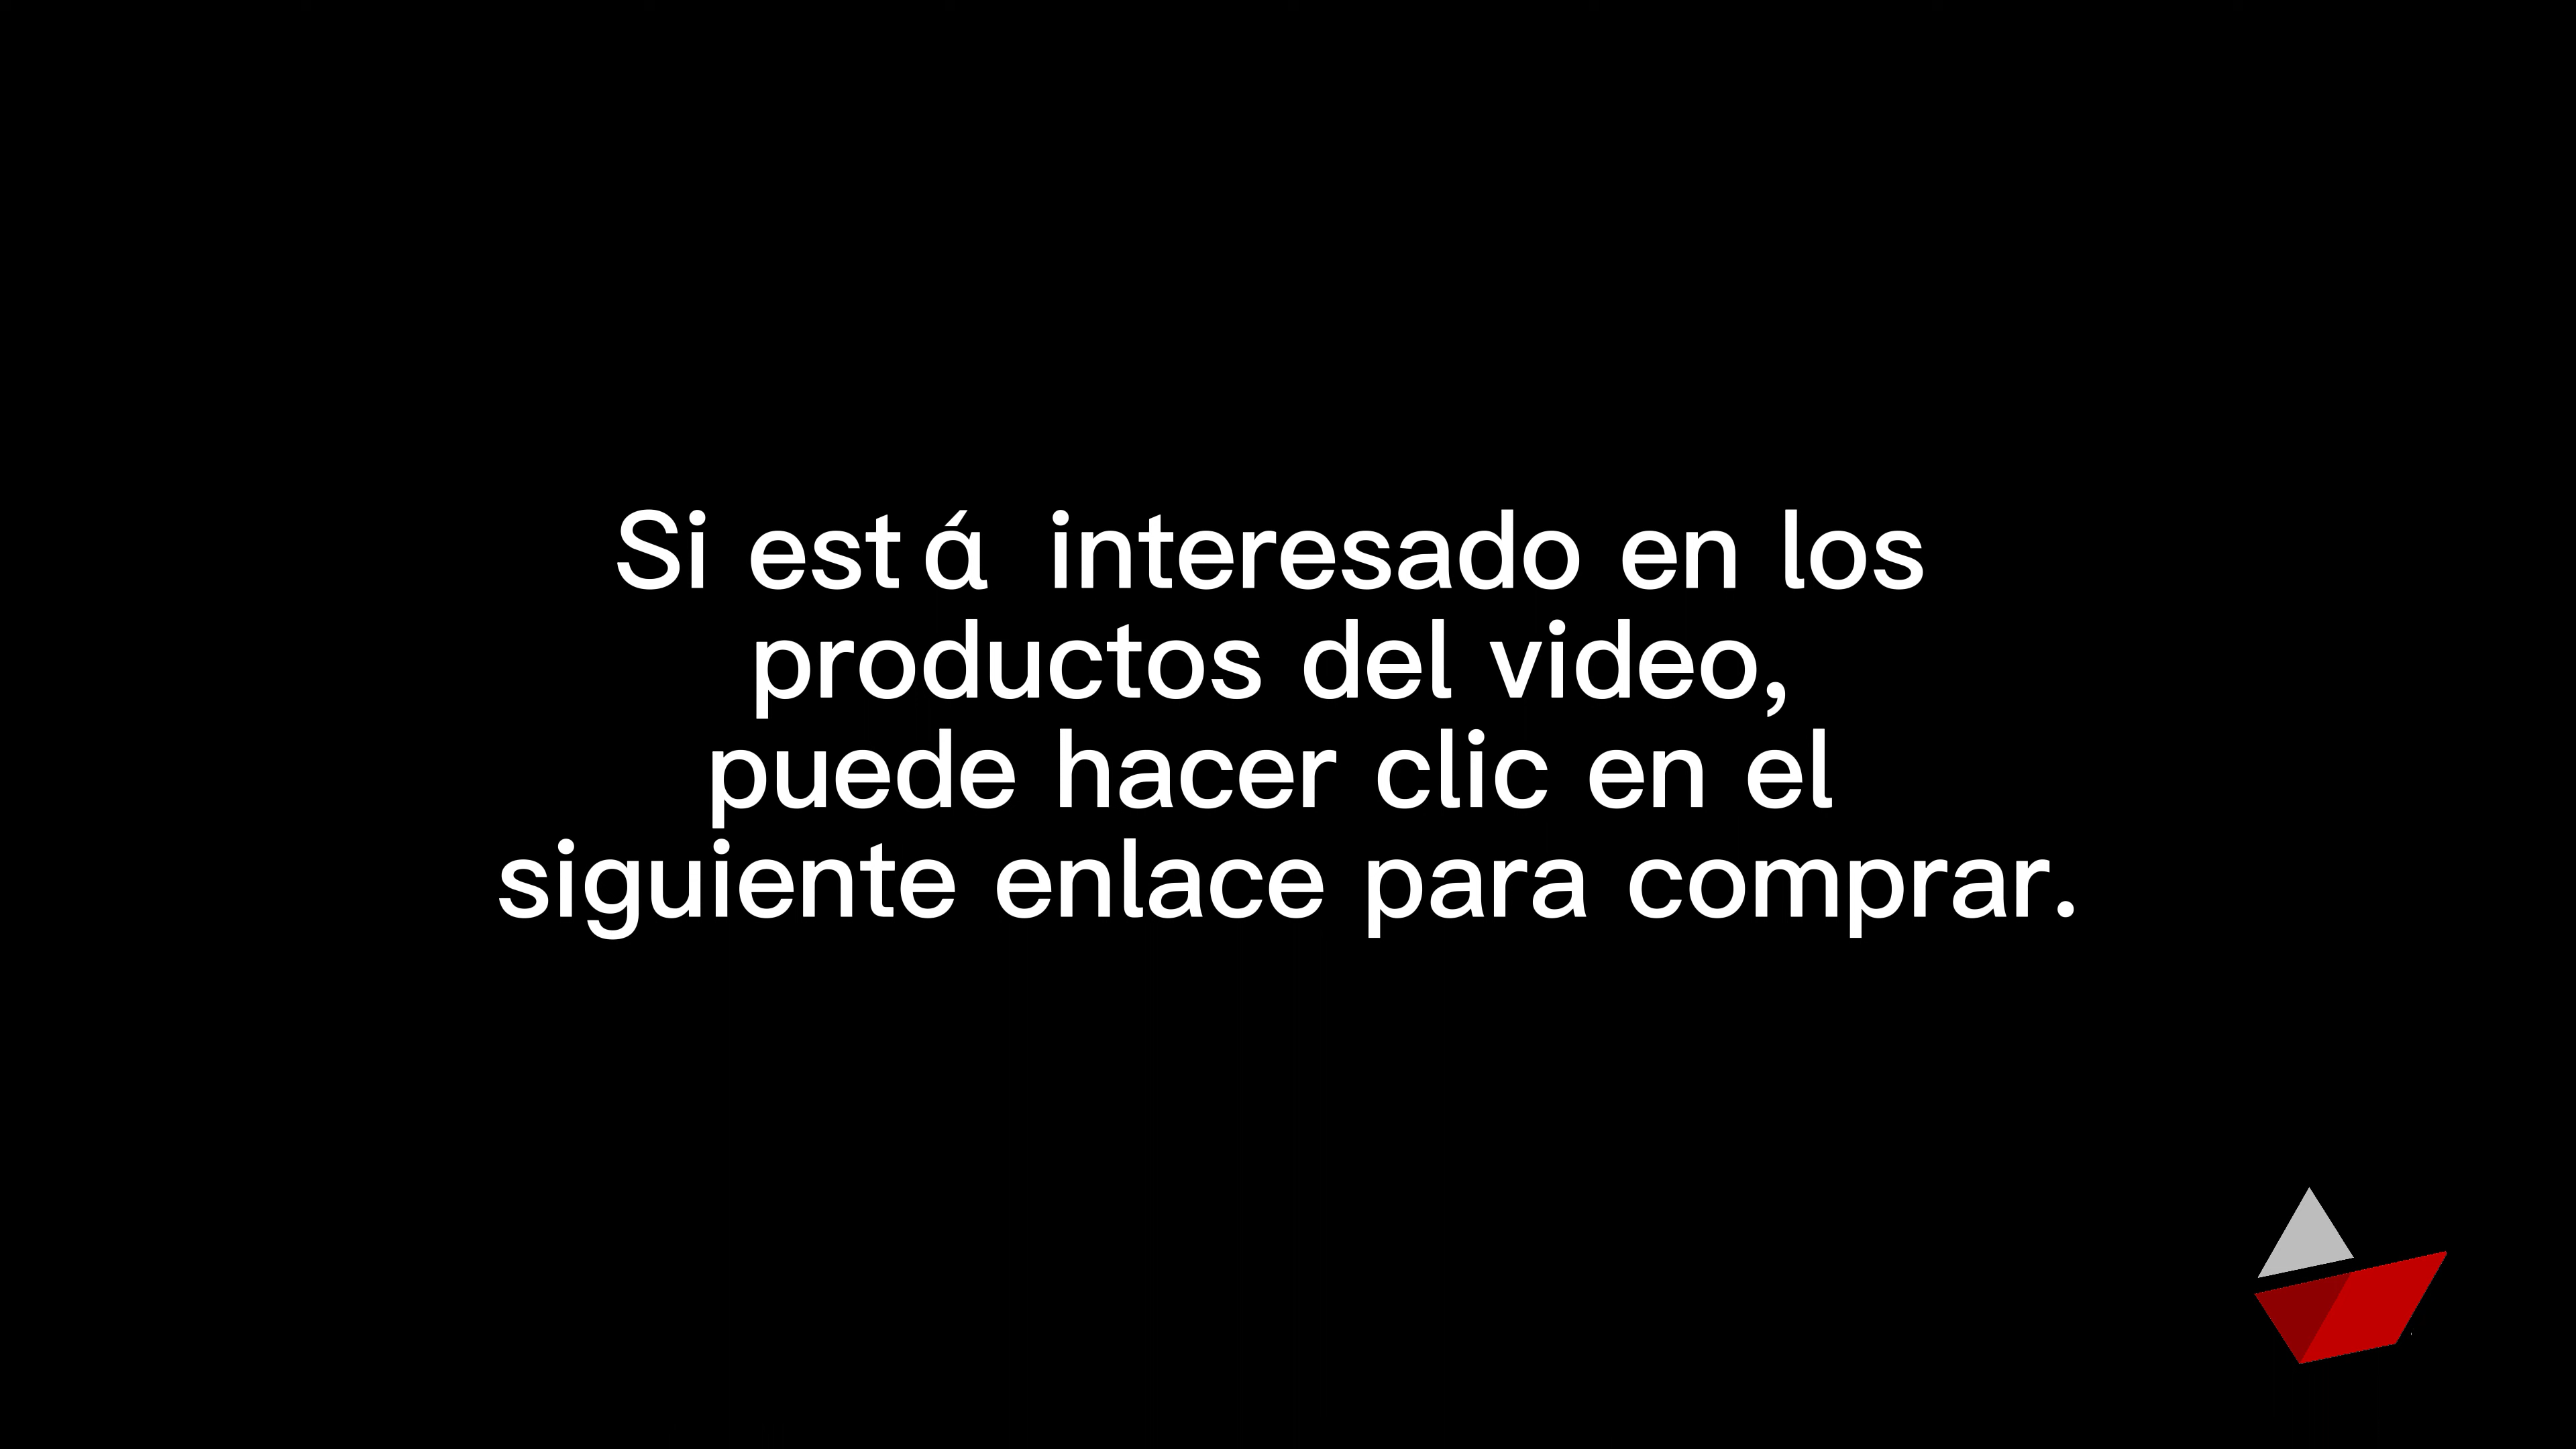 Si está interesado en los
productos del video,
puede hacer clic en el
siguiente enlace para comprar.